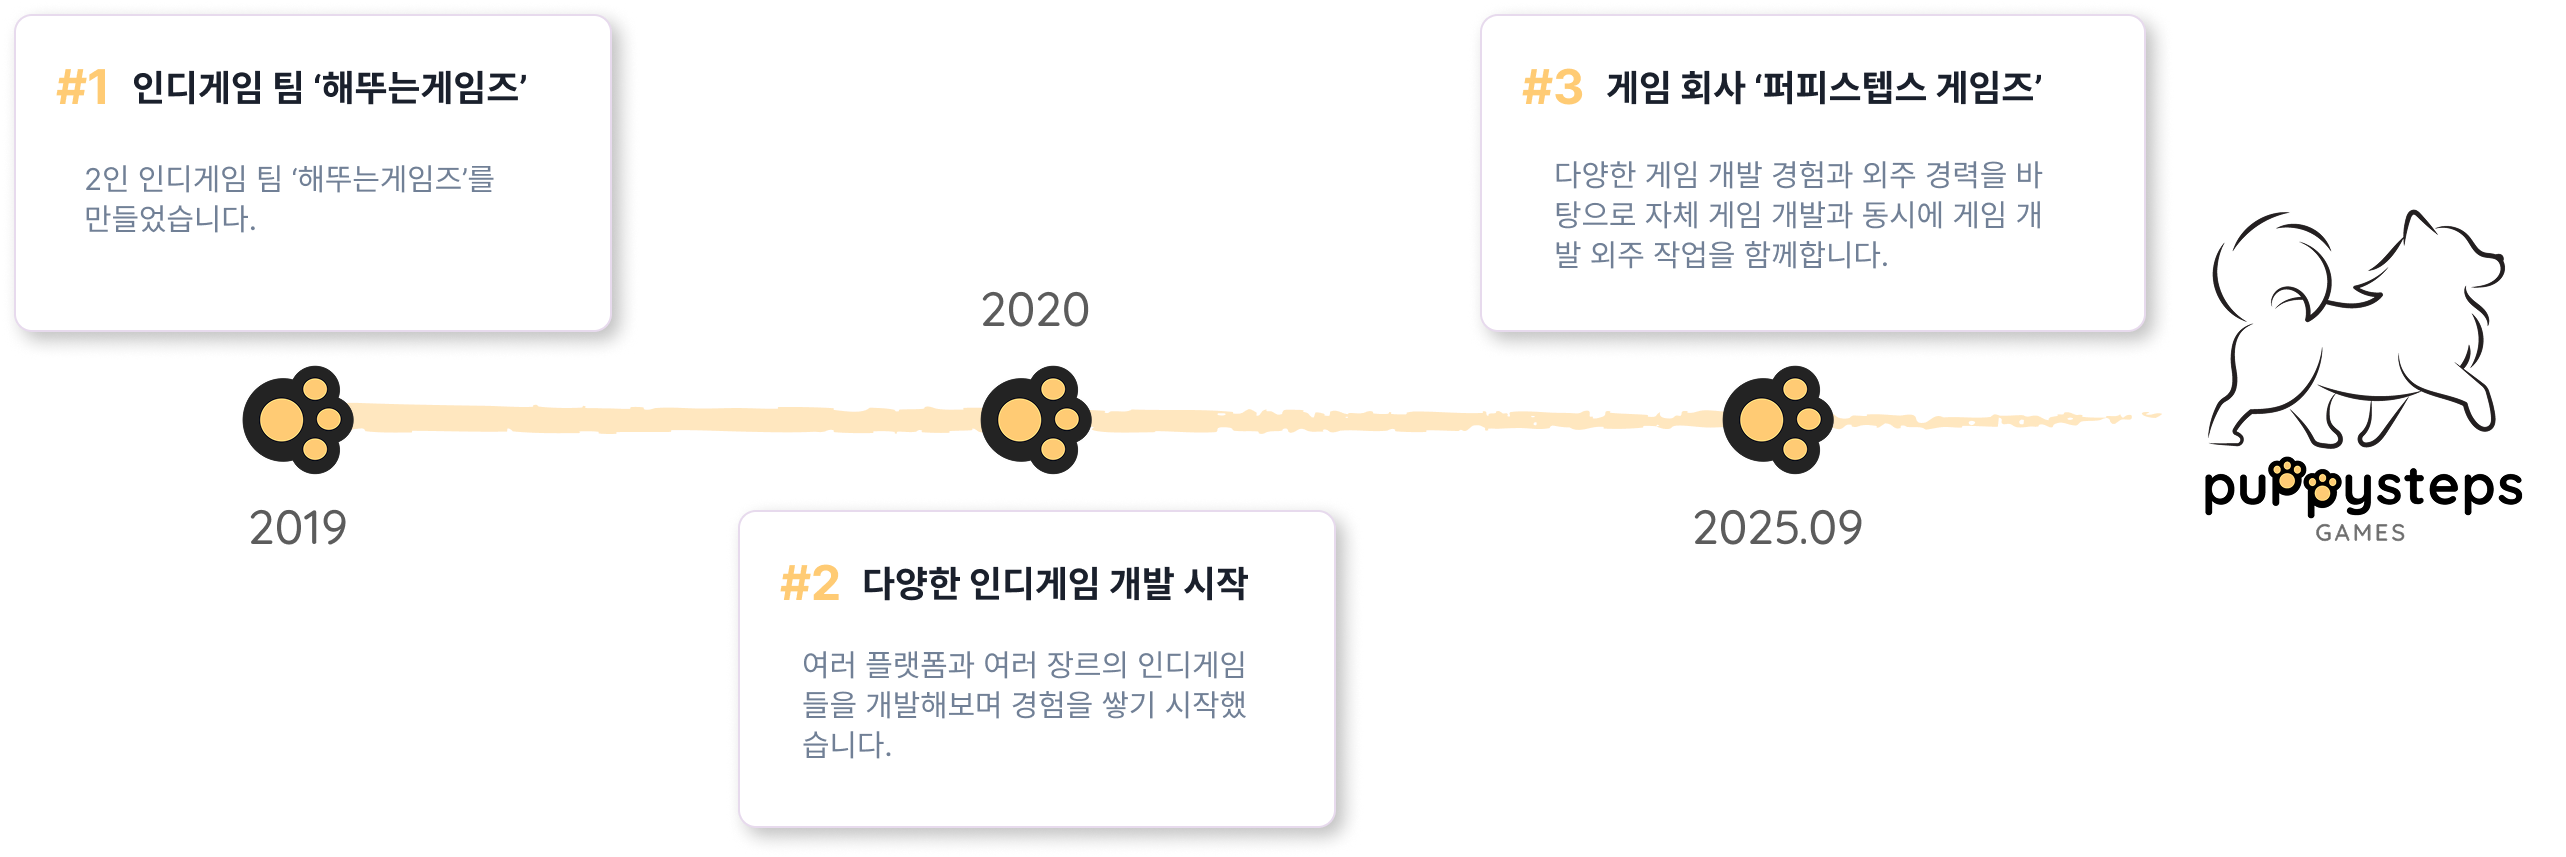 #1 인디게임 팀 ‘해뚜는게임즈’
2인 인디게임 팀 ‘해뚜는게임즈’를
만들었습니다.
2019
2020
#2 다양한 인디게임 개발 시작
여러 플랫폼과 여러 장르의 인디게임
들을 개발해보며 경험을 쌓기 시작했
습니다.
#3 게임 회사 ‘퍼피스텝스 게임즈’
다양한 게임 개발 경험과 외주 경력을 바
탕으로 자체 게임 개발과 동시에 게임 개
발 외주 작업을 함께합니다.
2025.09
puppysteps
GAMES